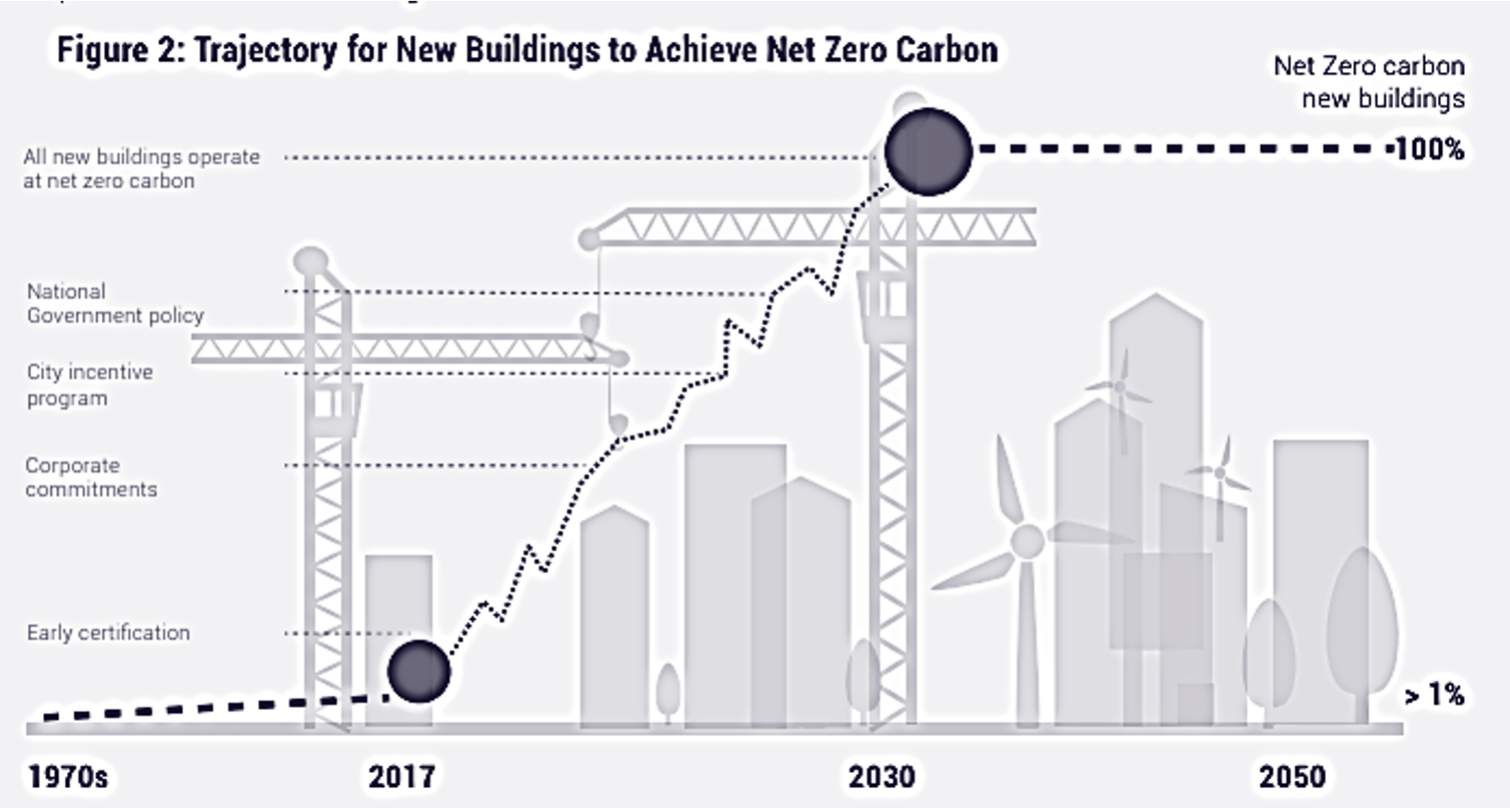 Figure 2: Trajectory for New Buildings to Achieve Net Zero Carbon
Net Zero carbon
new buildings
All new buildings operate
at net zero carbon
100%
National
Government policy
City incentive
program
Corporate
commitments
Early certification
> 1%
1970s
2017
2030
2050